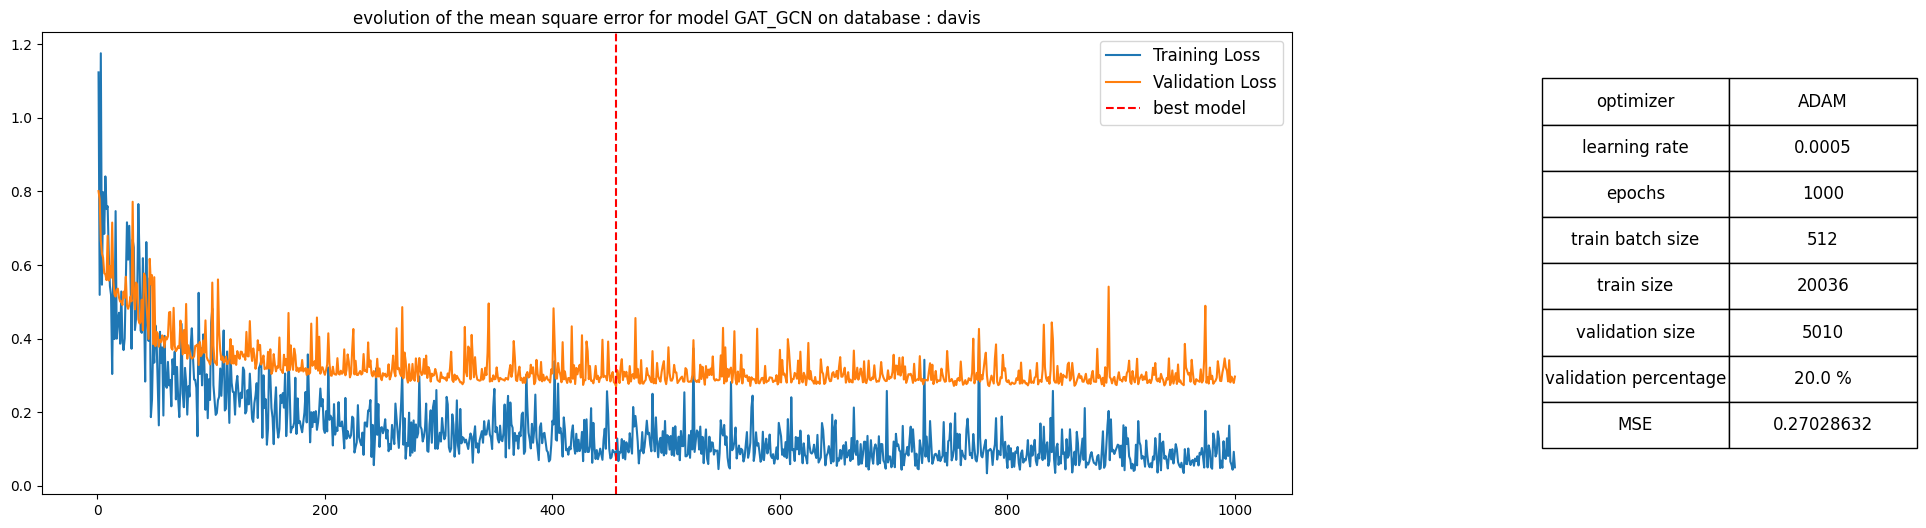 evolution of the mean square error for model GAT_GCN on database : davis
1.2
1.0
0.8
0.6
0.4
0.2
0.0
0 200 400 600 800 1000
Training Loss
Validation Loss
best model
optimizer ADAM
learning rate 0.0005
epochs 1000
train batch size 512
train size 20036
validation size 5010
validation percentage 20.0 %
MSE 0.27028632